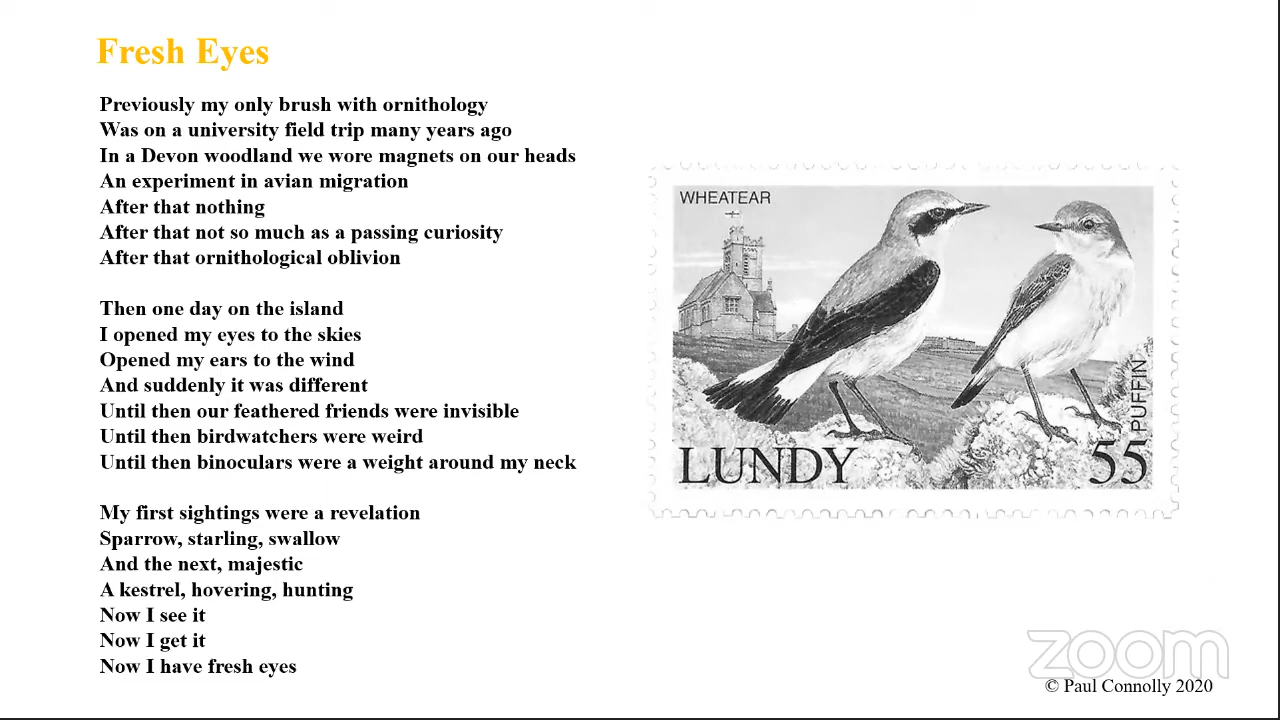 Fresh Eyes
Previously my only brush with ornithology
Was on a university field trip many years ago
In a Devon woodland we wore magnets on our heads
An experiment in avian migration
After that nothing
After that not so much as a passing curiosity
After that ornithological oblivion
Then one day on the island
I opened my eyes to the skies
Opened my ears to the wind
And suddenly it was different
Until then our feathered friends were invisible
Until then birdwatchers were weird
Until then binoculars were a weight around my neck
My first sightings were a revelation
Sparrow, starling, swallow
And the next, majestic
A kestrel, hovering, hunting
Now I see it
Now I get it
Now I have fresh eyes
WHEATEAR
LUNDY
55
PUFFIN
zoom
© Paul Connolly 2020